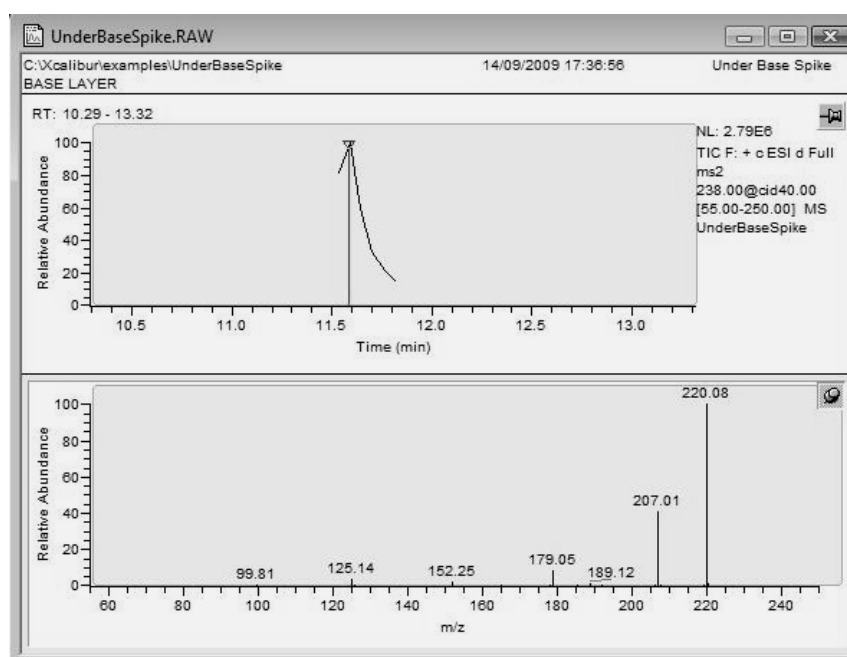 UnderBaseSpike.RAW
C:\Xcalibur\examples\UnderBaseSpike 14/09/2009 17:36:56 Under Base Spike
BASE LAYER
RT: 10.29 - 13.32
NL: 2.79E6
TIC F: + c ESI d Full
ms2
238.00@cid40.00
[55.00-250.00] MS
UnderBaseSpike
Relative Abundance
100
80
60
40
20
0
10.5 11.0 11.5 12.0 12.5 13.0
Time (min)
Relative Abundance
100
80
60
40
20
0
220.08
207.01
179.05
189.12
125.14
152.25
99.81
60 80 100 120 140 160 180 200 220 240
m/z